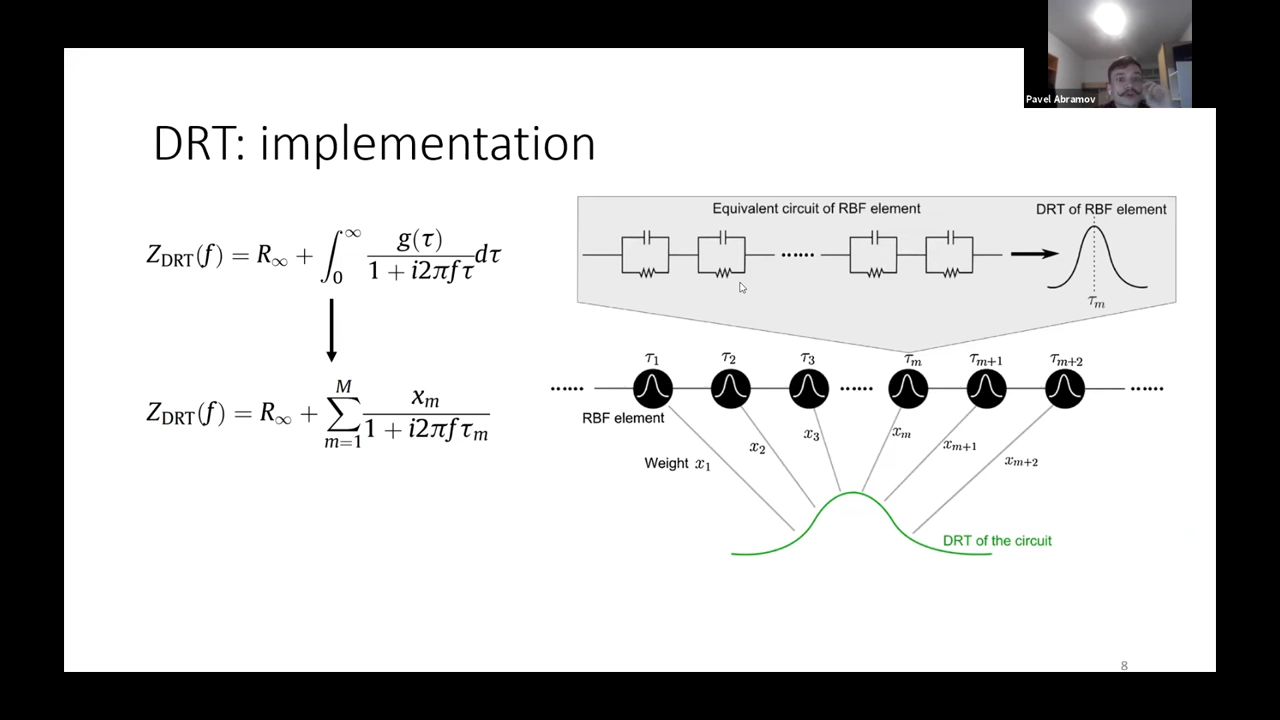 Pavel Abramov
DRT: implementation
Z_DRT(f) = R_∞ + ∫_0^∞ g(τ) / (1 + i2πfτ) dτ
Z_DRT(f) = R_∞ + ∑_{m=1}^{M} x_m / (1 + i2πfτ_m)
Equivalent circuit of RBF element
DRT of RBF element
τ_m
τ_1 τ_2 τ_3 τ_m τ_{m+1} τ_{m+2}
RBF element
Weight x_1 x_2 x_3 x_m x_{m+1} x_{m+2}
DRT of the circuit
8